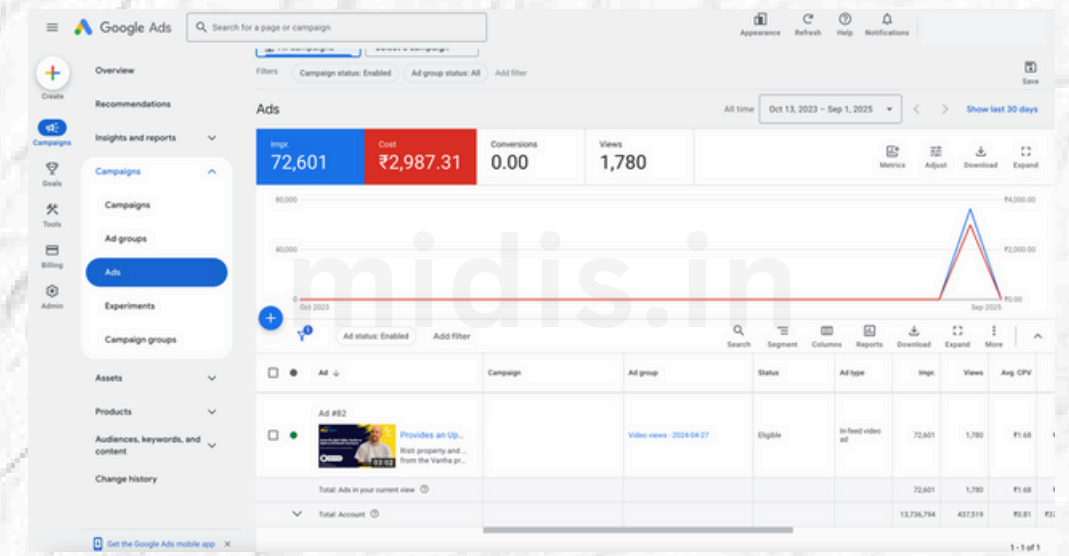 Google Ads
Search for a page or campaign
Appearance
Refresh
Help
Notifications
Create
Campaigns
Goals
Tools
Billing
Admin
Overview
Recommendations
Insights and reports
Campaigns
Campaigns
Ad groups
Ads
Experiments
Campaign groups
Assets
Products
Audiences, keywords, and
content
Change history
Get the Google Ads mobile app
Filters
Campaign status: Enabled
Ad group status: All
Add filter
Save
Ads
All time
Oct 13, 2023 – Sep 1, 2025
Show last 30 days
Impr.
72,601
Cost
₹2,987.31
Conversions
0.00
Views
1,780
Metrics
Adjust
Download
Expand
80,000
₹4,000.00
40,000
₹2,000.00
0
₹0.00
Oct 2023
Sep 2025
midis.in
1
Ad status: Enabled
Add filter
Search
Segment
Columns
Reports
Download
Expand
More
Ad
Campaign
Ad group
Status
Ad type
Impr.
Views
Avg. CPV
Ad #82
03:02
Provides an Up...
Risti property and ...
from the Vanha pr...
Video views - 2024-04-27
Eligible
In-feed video
ad
72,601
1,780
₹1.68
Total: Ads in your current view
72,601
1,780
₹1.68
Total: Account
13,736,794
437,519
₹0.81
1 - 1 of 1